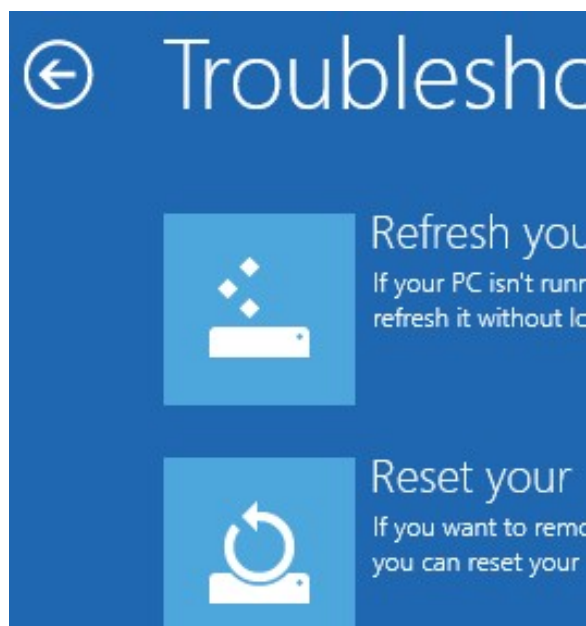 Troublesho
Refresh you
If your PC isn't runn
refresh it without lo
Reset your
If you want to remo
you can reset your